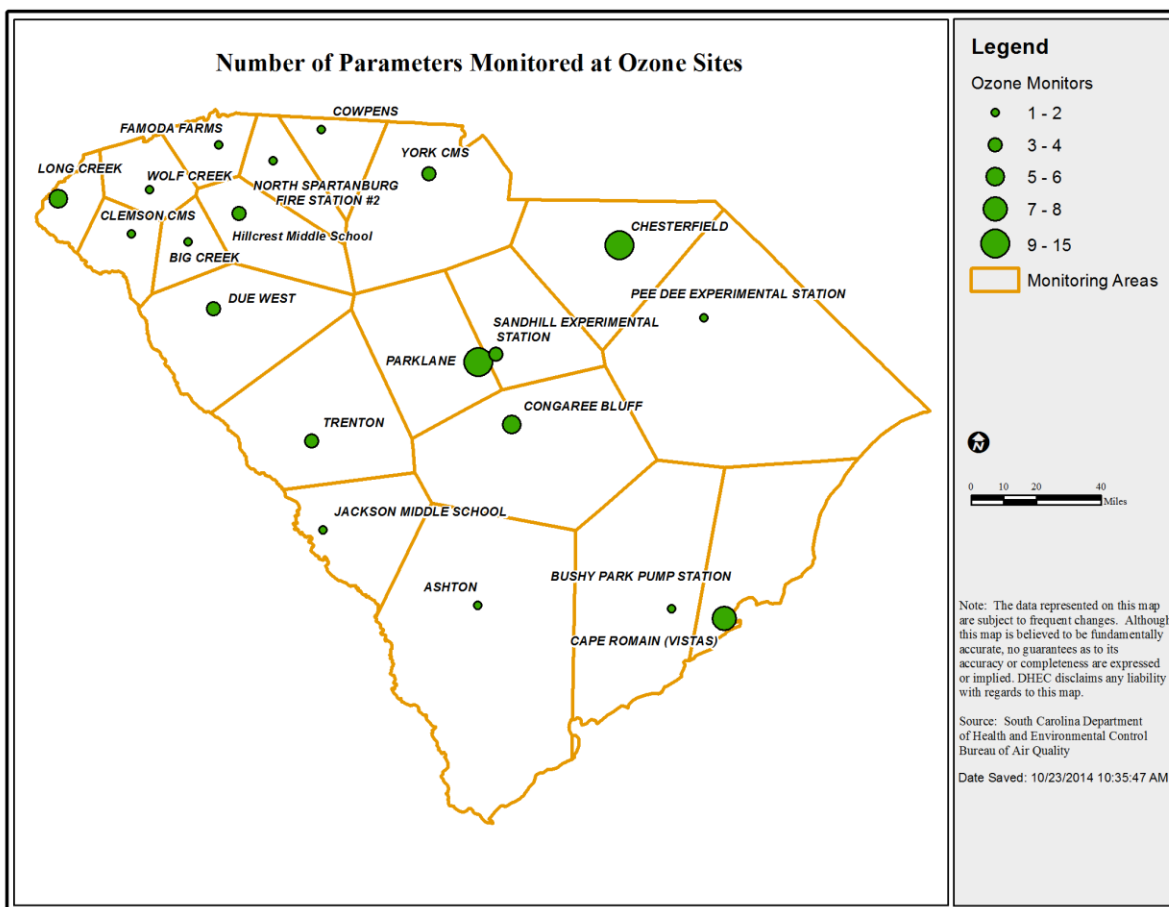 Number of Parameters Monitored at Ozone Sites
COWPENS
FAMODA FARMS
YORK CMS
LONG CREEK
WOLF CREEK
NORTH SPARTANBURG
FIRE STATION #2
CLEMSON CMS
Hillcrest Middle School
BIG CREEK
CHESTERFIELD
DUE WEST
PEE DEE EXPERIMENTAL STATION
SANDHILL EXPERIMENTAL
STATION
PARKLANE
CONGAREE BLUFF
TRENTON
JACKSON MIDDLE SCHOOL
ASHTON
BUSHY PARK PUMP STATION
CAPE ROMAIN (VISTAS)
Legend
Ozone Monitors
1 - 2
3 - 4
5 - 6
7 - 8
9 - 15
Monitoring Areas
N
0 10 20 40
Miles
Note: The data represented on this map
are subject to frequent changes. Although
this map is believed to be fundamentally
accurate, no guarantees as to its
accuracy or completeness are expressed
or implied. DHEC disclaims any liability
with regards to this map.
Source: South Carolina Department
of Health and Environmental Control
Bureau of Air Quality
Date Saved: 10/23/2014 10:35:47 AM